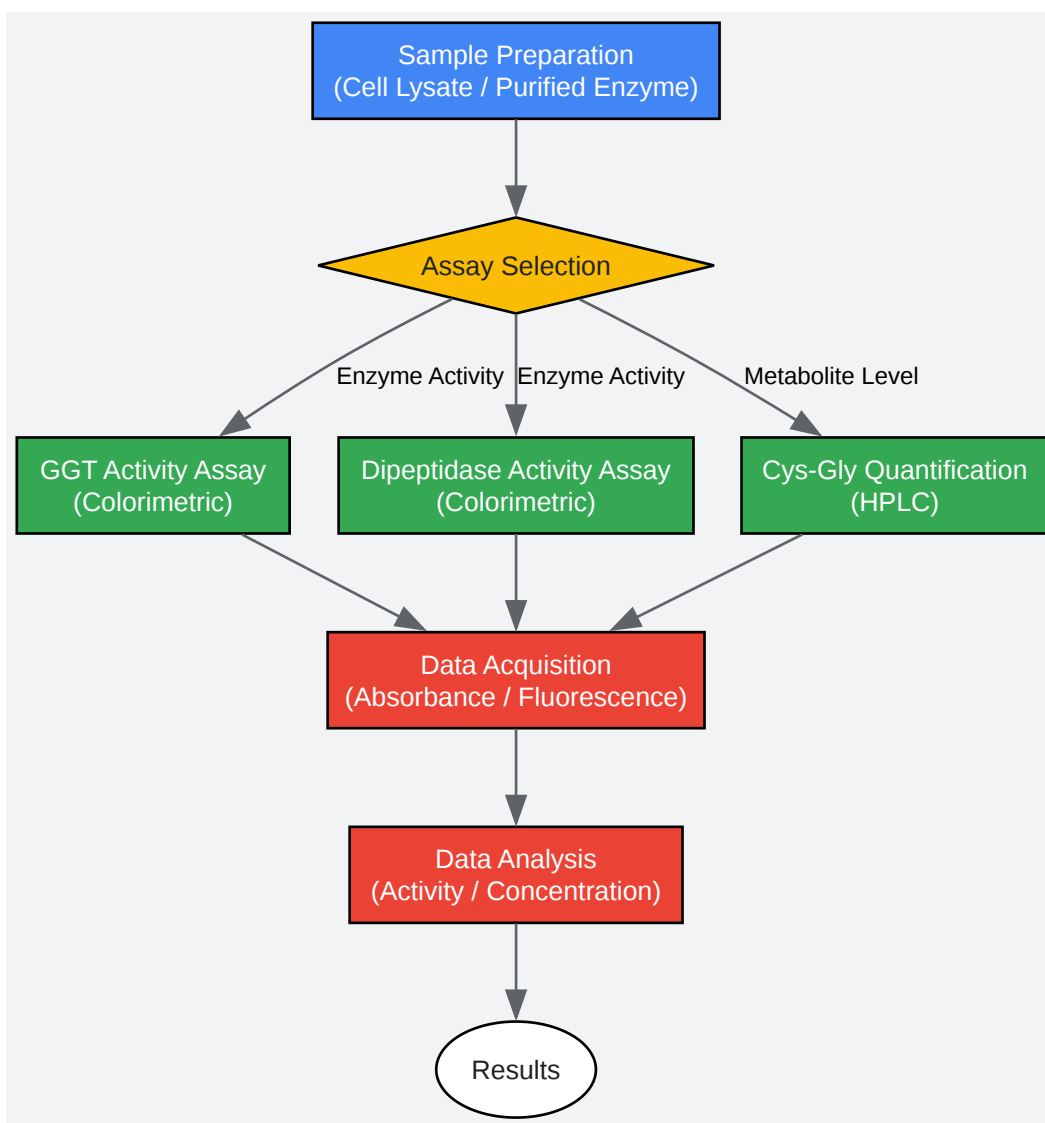 Sample Preparation
(Cell Lysate / Purified Enzyme)
Assay Selection
Enzyme Activity
Enzyme Activity
Metabolite Level
GGT Activity Assay
(Colorimetric)
Dipeptidase Activity Assay
(Colorimetric)
Cys-Gly Quantification
(HPLC)
Data Acquisition
(Absorbance / Fluorescence)
Data Analysis
(Activity / Concentration)
Results